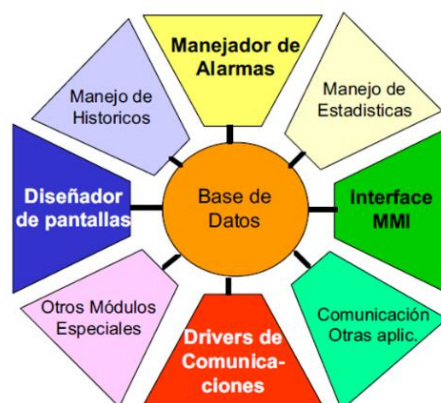 Manejador de
Alarmas
Manejo de
Historicos
Manejo de
Estadisticas
Diseñador
de pantallas
Base de
Datos
Interface
MMI
Otros Módulos
Especiales
Drivers de
Comunica-
ciones
Comunicación
Otras aplic.